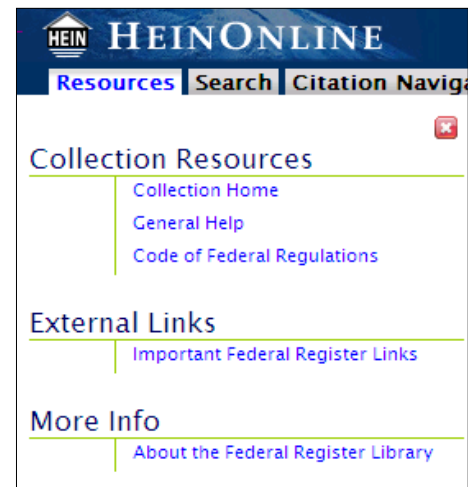 HEIN HEINONLINE
Resources Search Citation Naviga
Collection Resources
Collection Home
General Help
Code of Federal Regulations
External Links
Important Federal Register Links
More Info
About the Federal Register Library